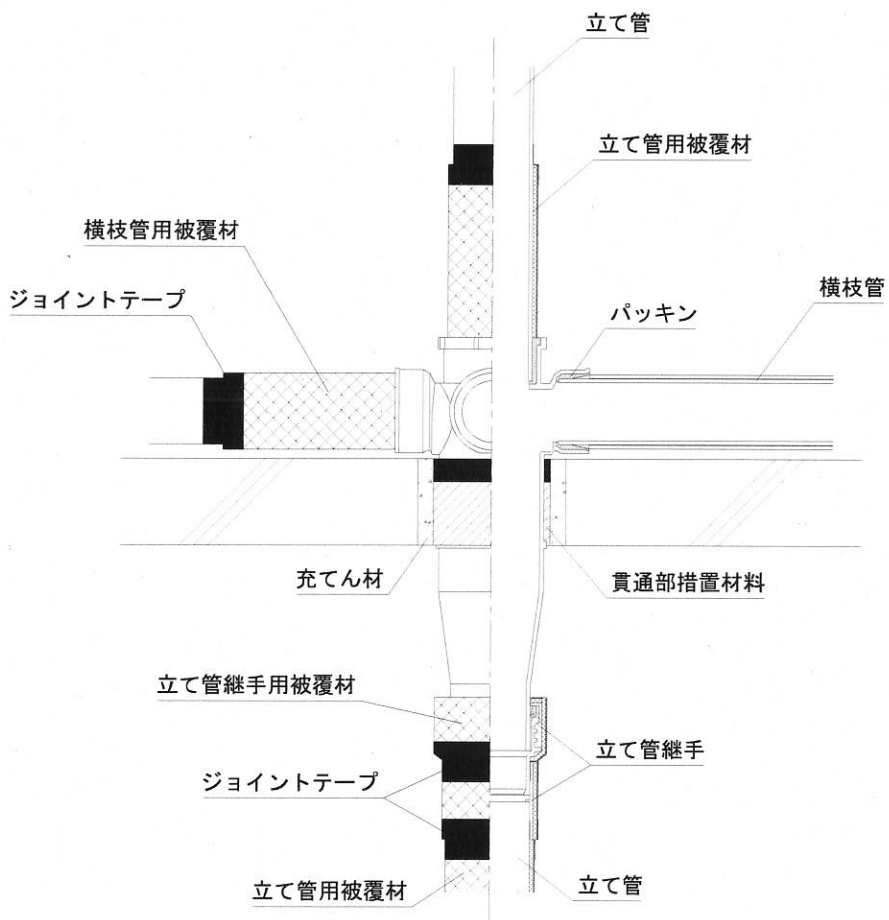 立て管
立て管用被覆材
横枝管用被覆材
横枝管
ジョイントテープ
パッキン
充てん材
貫通部措置材料
立て管継手用被覆材
立て管継手
ジョイントテープ
立て管用被覆材
立て管